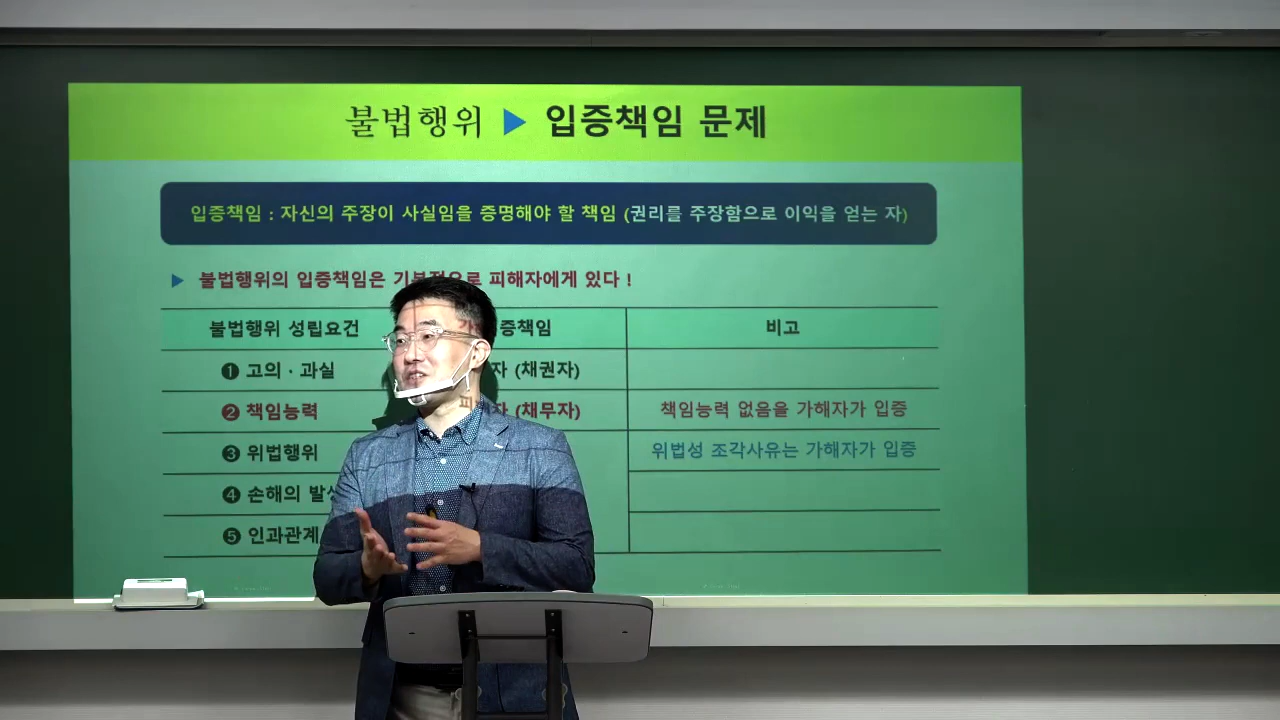 불법행위 ▶ 입증책임 문제
입증책임 : 자신의 주장이 사실임을 증명해야 할 책임 (권리를 주장함으로 이익을 얻는 자)
▶ 불법행위의 입증책임은 기본적으로 피해자에게 있다 !
불법행위 성립요건 증책임 비고
❶ 고의 · 과실 자 (채권자)
❷ 책임능력 자 (채무자) 책임능력 없음을 가해자가 입증
❸ 위법행위 위법성 조각사유는 가해자가 입증
❹ 손해의 발생
❺ 인과관계